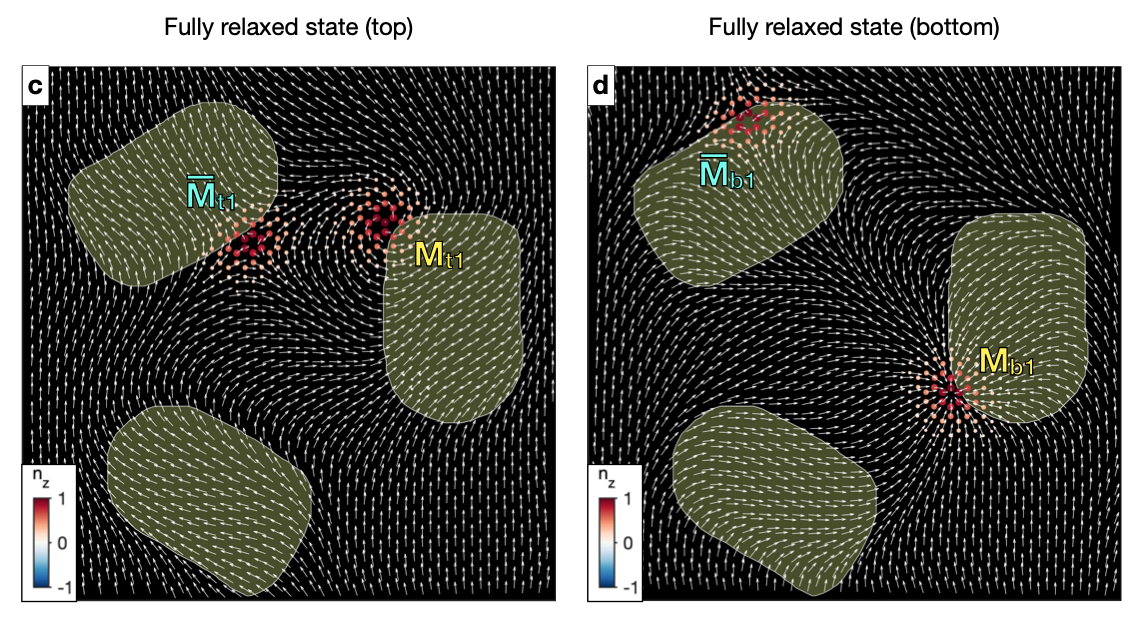 Fully relaxed state (top)
Fully relaxed state (bottom)
c
M̅t1
Mt1
nz
1
0
-1
d
M̅b1
Mb1
nz
1
0
-1